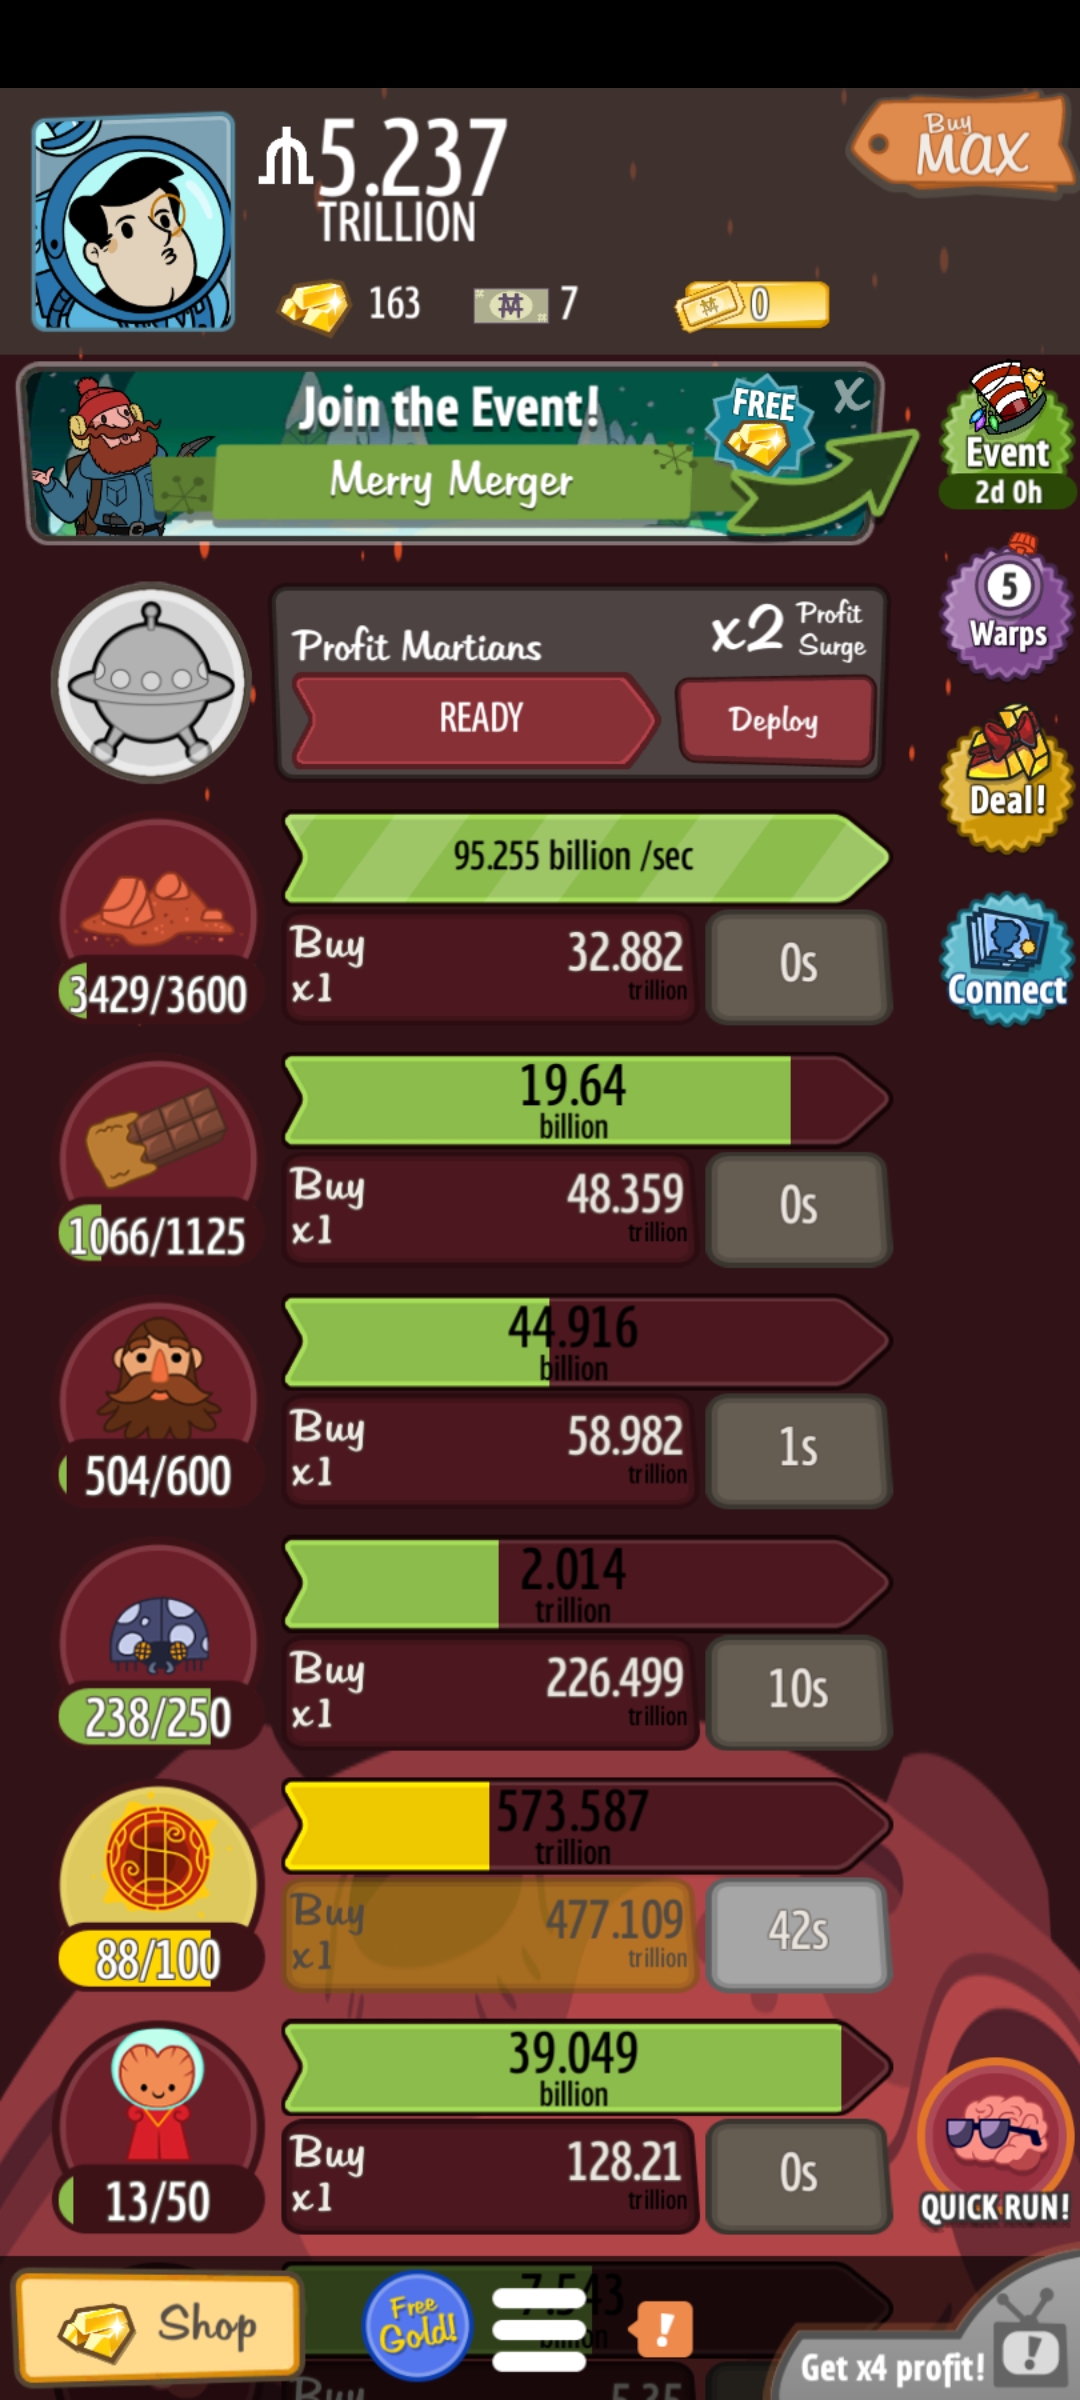 5.237
TRILLION
Buy
MAX
163
7
0
Join the Event!
FREE
X
Merry Merger
Event
2d 0h
5
Warps
Profit Martians
x2 Profit
Surge
READY
Deploy
Deal!
95.255 billion /sec
Buy
x1
32.882
trillion
0s
3429/3600
Connect
19.64
billion
Buy
x1
48.359
trillion
0s
1066/1125
44.916
billion
Buy
x1
58.982
trillion
1s
504/600
2.014
trillion
Buy
x1
226.499
trillion
10s
238/250
573.587
trillion
Buy
x1
477.109
trillion
42s
88/100
39.049
billion
Buy
x1
128.21
trillion
0s
13/50
QUICK RUN!
7.543
billion
Shop
Free
Gold!
!
!
Get x4 profit!
Buy
5.35